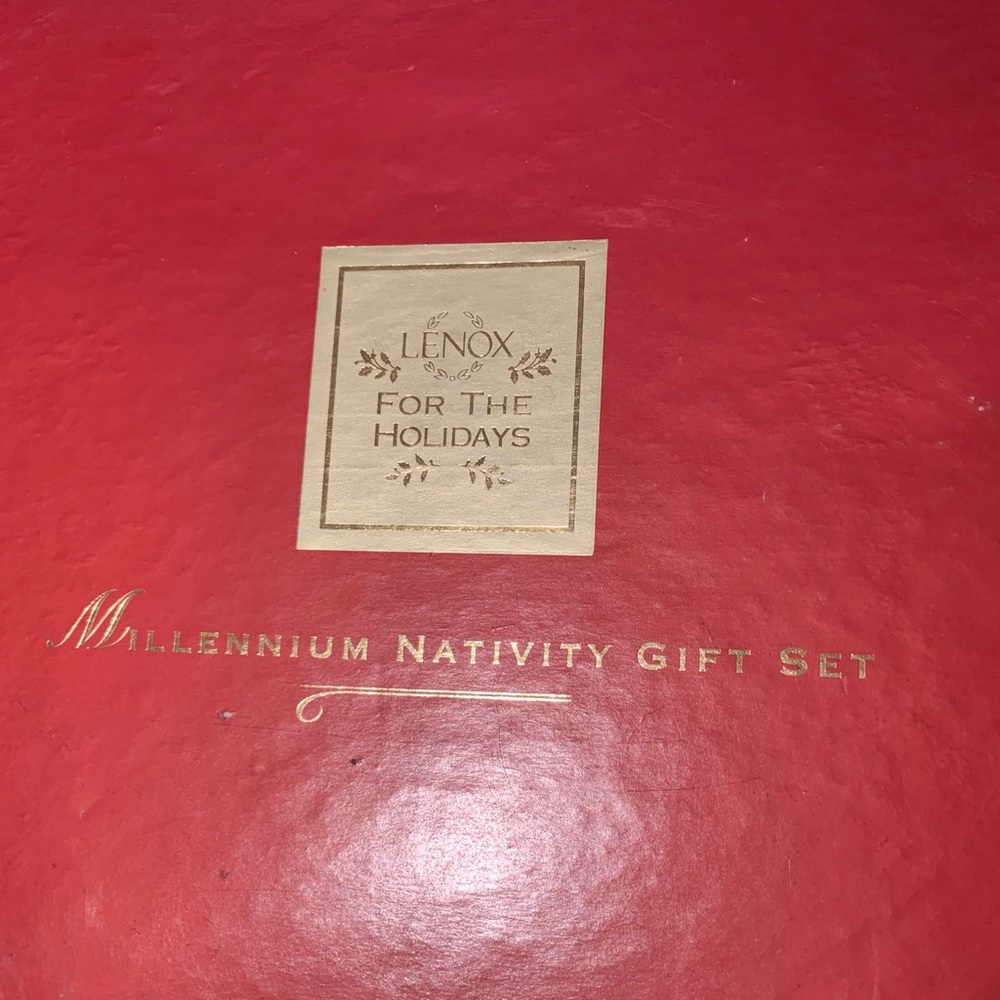 LENOX
FOR THE
HOLIDAYS
MILLENNIUM NATIVITY GIFT SET